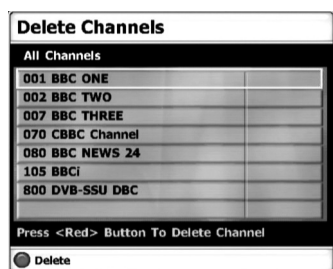 Delete Channels
All Channels
001 BBC ONE
002 BBC TWO
007 BBC THREE
070 CBBC Channel
080 BBC NEWS 24
105 BBCi
800 DVB-SSU DBC
Press <Red> Button To Delete Channel
Delete